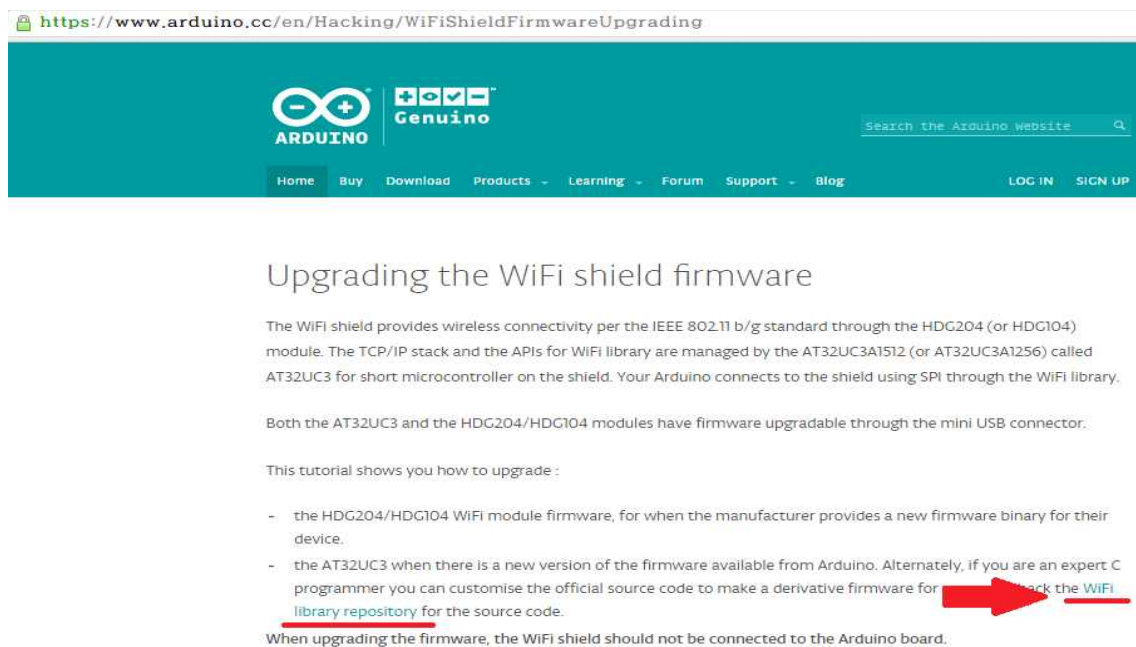 https://www.arduino.cc/en/Hacking/WiFiShieldFirmwareUpgrading
ARDUINO
Genuino
Search the Arduino Website
Home Buy Download Products Learning Forum Support Blog LOG IN SIGN UP
Upgrading the WiFi shield firmware
The WiFi shield provides wireless connectivity per the IEEE 802.11 b/g standard through the HDG204 (or HDG104)
module. The TCP/IP stack and the APIs for WiFi library are managed by the AT32UC3A1512 (or AT32UC3A1256) called
AT32UC3 for short microcontroller on the shield. Your Arduino connects to the shield using SPI through the WiFi library.
Both the AT32UC3 and the HDG204/HDG104 modules have firmware upgradable through the mini USB connector.
This tutorial shows you how to upgrade :
- the HDG204/HDG104 WiFi module firmware, for when the manufacturer provides a new firmware binary for their
device.
- the AT32UC3 when there is a new version of the firmware available from Arduino. Alternately, if you are an expert C
programmer you can customise the official source code to make a derivative firmware for the WiFi
library repository for the source code.
When upgrading the firmware, the WiFi shield should not be connected to the Arduino board.